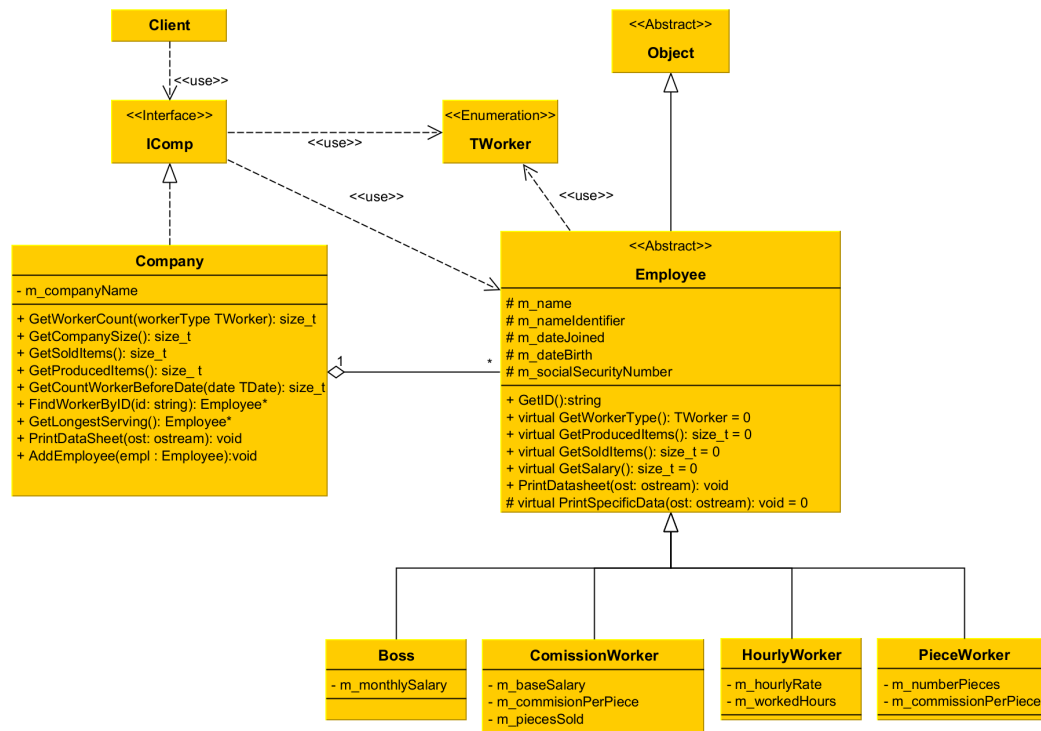 Client
<<use>>
<<Interface>>
IComp
<<use>>
<<Enumeration>>
TWorker
<<Abstract>>
Object
<<use>>
<<use>>
Company
- m_companyName
+ GetWorkerCount(workerType TWorker): size_t
+ GetCompanySize(): size_t
+ GetSoldItems(): size_t
+ GetProducedItems(): size_ t
+ GetCountWorkerBeforeDate(date TDate): size_t
+ FindWorkerByID(id: string): Employee*
+ GetLongestServing(): Employee*
+ PrintDataSheet(ost: ostream): void
+ AddEmployee(empl : Employee):void
1
*
<<Abstract>>
Employee
# m_name
# m_nameIdentifier
# m_dateJoined
# m_dateBirth
# m_socialSecurityNumber
+ GetID():string
+ virtual GetWorkerType(): TWorker = 0
+ virtual GetProducedItems(): size_t = 0
+ virtual GetSoldItems(): size_t = 0
+ virtual GetSalary(): size_t = 0
+ PrintDatasheet(ost: ostream): void
# virtual PrintSpecificData(ost: ostream): void = 0
Boss
- m_monthlySalary
ComissionWorker
- m_baseSalary
- m_commisionPerPiece
- m_piecesSold
HourlyWorker
- m_hourlyRate
- m_workedHours
PieceWorker
- m_numberPieces
- m_commissionPerPiece